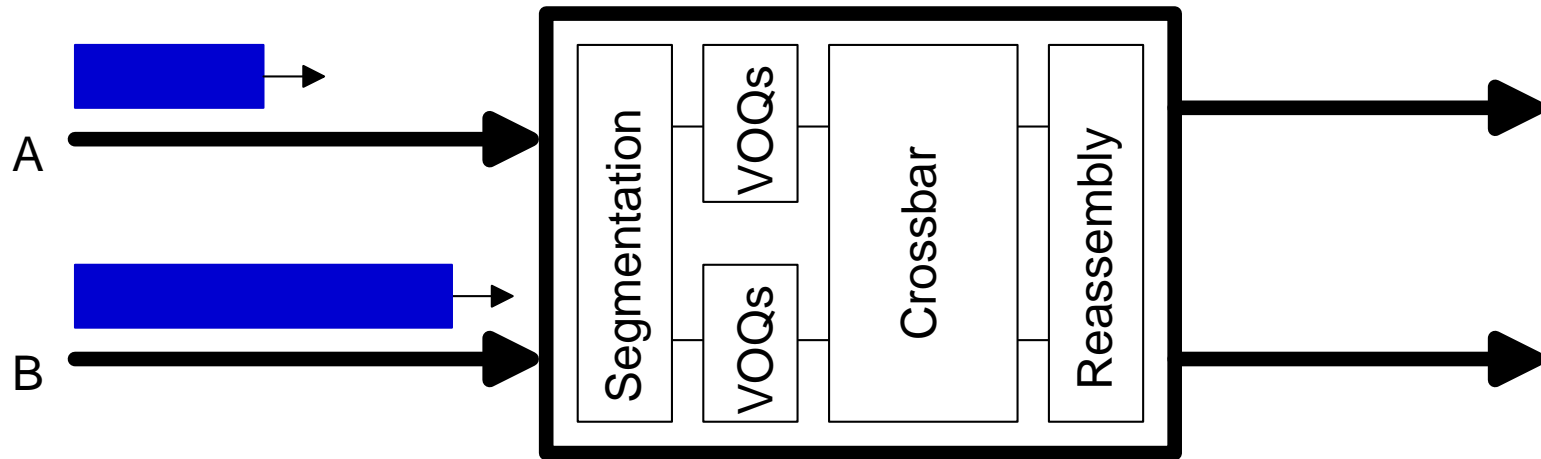 A
B
Segmentation
VOQs
VOQs
Crossbar
Reassembly